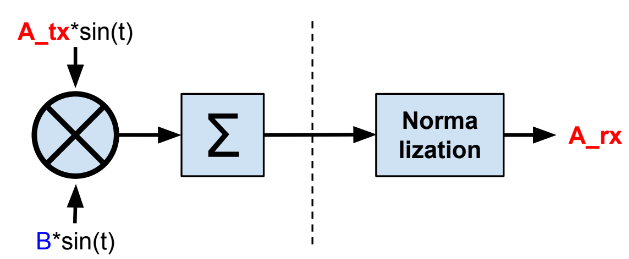 A_tx*sin(t)
Σ
Norma
lization
A_rx
B*sin(t)